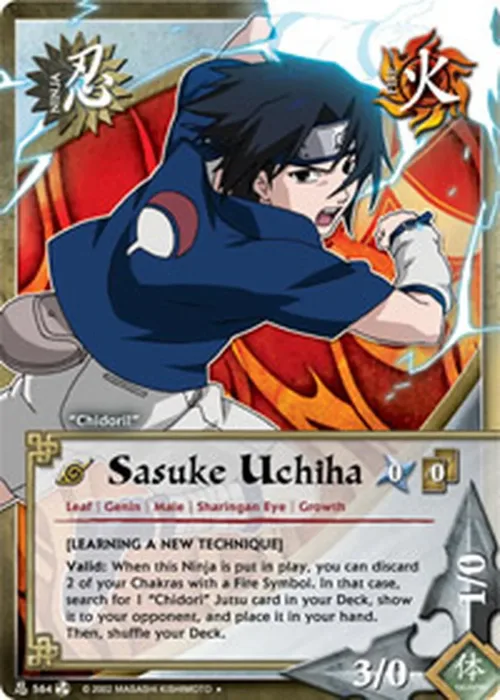 NINJA 忍
火
"Chidori!"
Sasuke Uchiha 0 0
Leaf | Genin | Male | Sharingan Eye | Growth
[LEARNING A NEW TECHNIQUE]
Valid: When this Ninja is put in play, you can discard
2 of your Chakras with a Fire Symbol. In that case,
search for 1 "Chidori" Jutsu card in your Deck, show
it to your opponent, and place it in your hand.
Then, shuffle your Deck.
1/0
3/0
体
584 © 2002 MASASHI KISHIMOTO